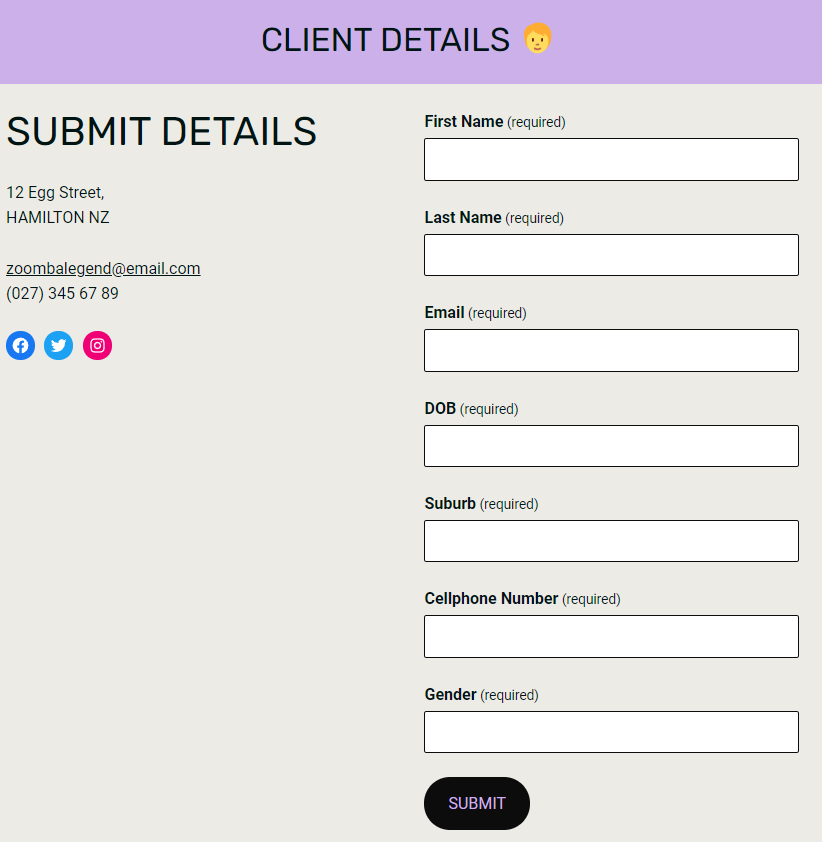 CLIENT DETAILS 🧑
SUBMIT DETAILS
12 Egg Street,
HAMILTON NZ
zoombalegend@email.com
(027) 345 67 89
First Name (required)
Last Name (required)
Email (required)
DOB (required)
Suburb (required)
Cellphone Number (required)
Gender (required)
SUBMIT